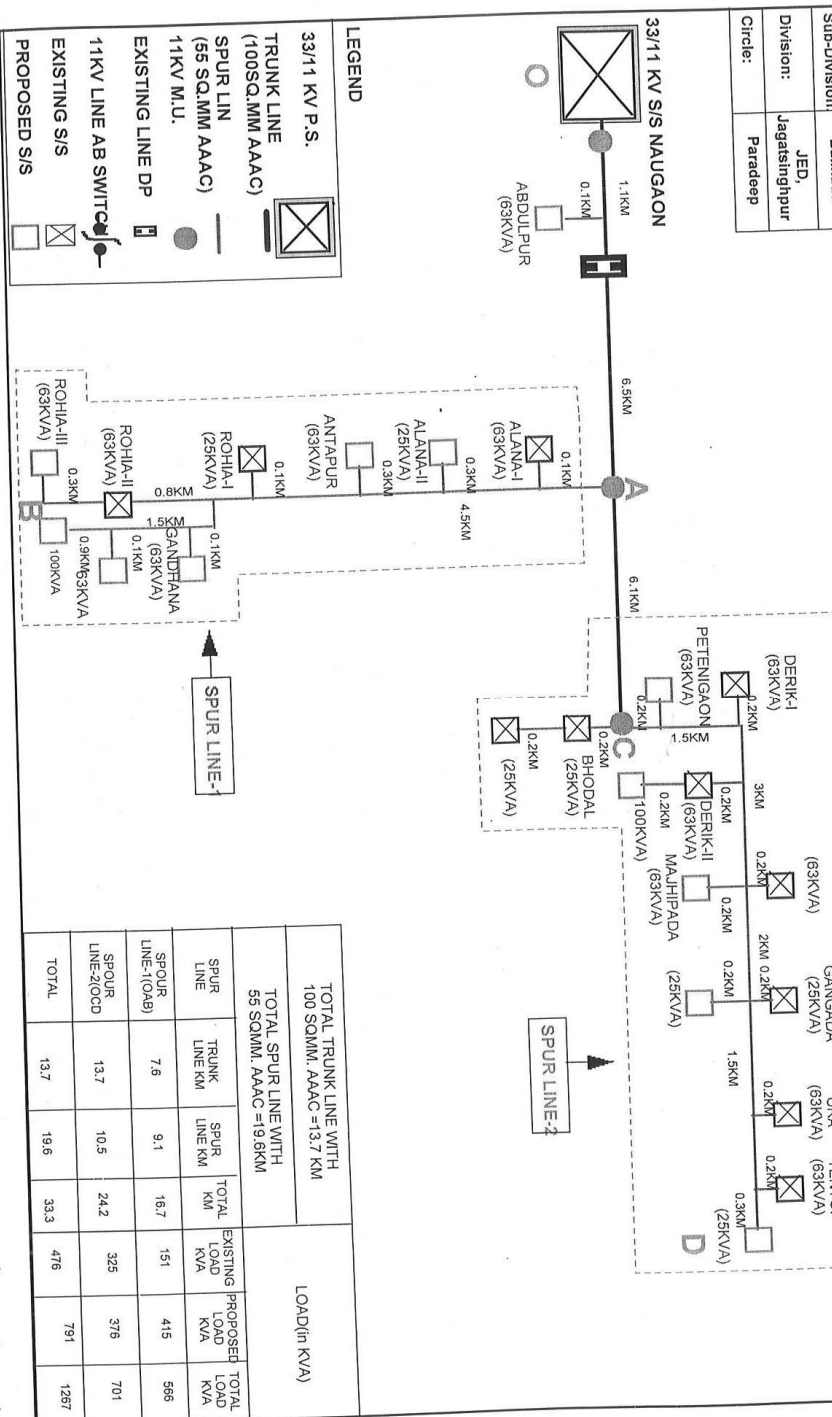 Sub-Division:
Division:
JED,
Jagatsinghpur
Circle:
Paradeep
33/11 KV S/S NAUGAON
O
1.1KM
0.1KM
ABDULPUR
(63KVA)
6.5KM
A
6.1KM
C
LEGEND
33/11 KV P.S.
TRUNK LINE
(100SQ.MM AAAC)
SPUR LIN
(55 SQ.MM AAAC)
11KV M.U.
EXISTING LINE DP
11KV LINE AB SWITC
EXISTING S/S
PROPOSED S/S
0.1KM
ALANA-I
(63KVA)
4.5KM
0.3KM
ALANA-II
(25KVA)
0.3KM
ANTAPUR
(63KVA)
0.1KM
ROHIA-I
(25KVA)
0.8KM
ROHIA-II
(63KVA)
0.3KM
ROHIA-III
(63KVA)
B
0.1KM
GANDHANA
(63KVA)
1.5KM
0.1KM
63KVA
0.9KM
100KVA
SPUR LINE-1
DERIK-I
(63KVA)
0.2KM
PETENIGAON
(63KVA)
0.2KM
1.5KM
0.2KM
BHODAL
(25KVA)
0.2KM
(25KVA)
3KM
0.2KM
DERIK-II
(63KVA)
0.2KM
100KVA)
(63KVA)
0.2KM
0.2KM
MAJHIPADA
(63KVA)
2KM
GANGADA
(25KVA)
0.2KM
0.2KM
(25KVA)
1.5KM
(63KVA)
0.2KM
(63KVA)
0.2KM
0.3KM
(25KVA)
D
SPUR LINE-2
TOTAL TRUNK LINE WITH
100 SQMM. AAAC =13.7 KM
TOTAL SPUR LINE WITH
55 SQMM. AAAC =19.6KM
LOAD(in KVA)
SPUR LINE
TRUNK LINE KM
SPUR LINE KM
TOTAL KM
EXISTING LOAD KVA
PROPOSED LOAD KVA
TOTAL LOAD KVA
SPOUR LINE-1(OAB)
7.6
9.1
16.7
151
415
566
SPOUR LINE-2(OCD
13.7
10.5
24.2
325
376
701
TOTAL
13.7
19.6
33.3
476
791
1267